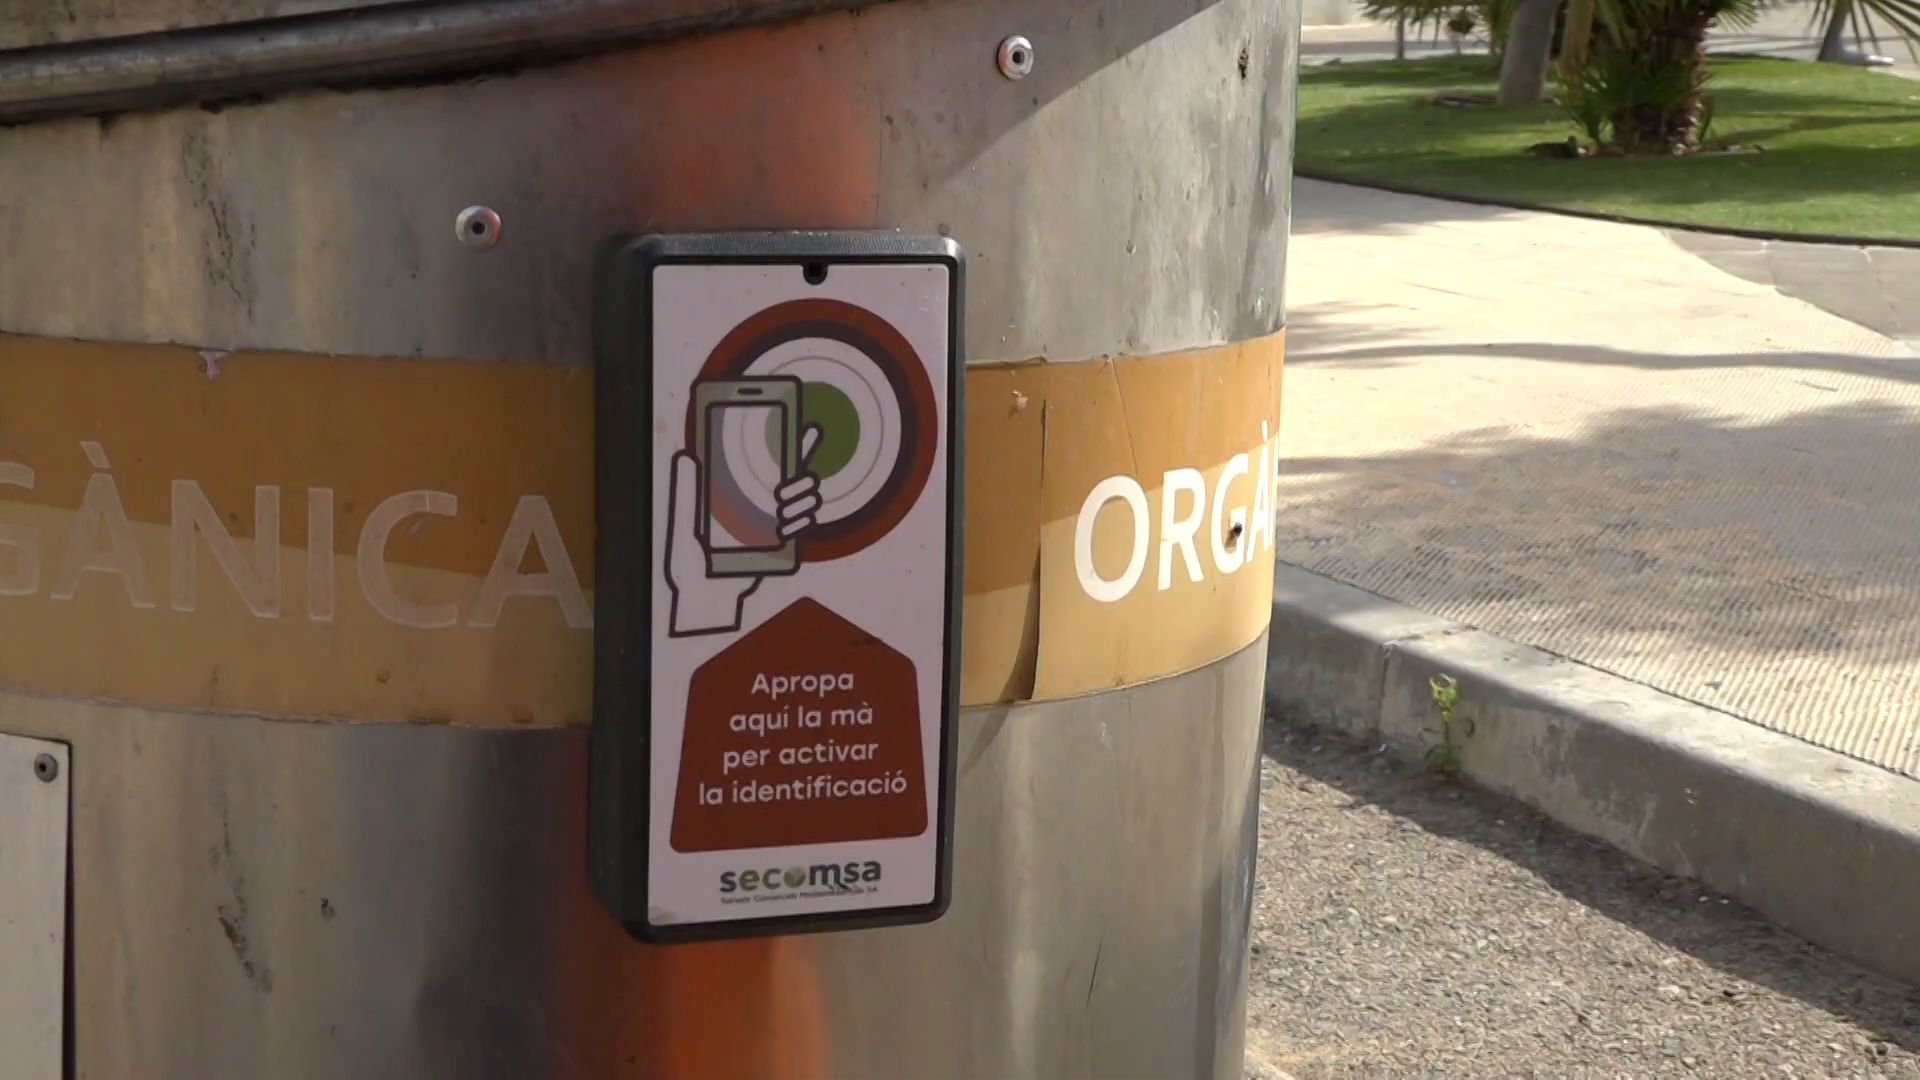 GÀNICA
ORGÀ
Apropa
aquí la mà
per activar
la identificació
secomsa